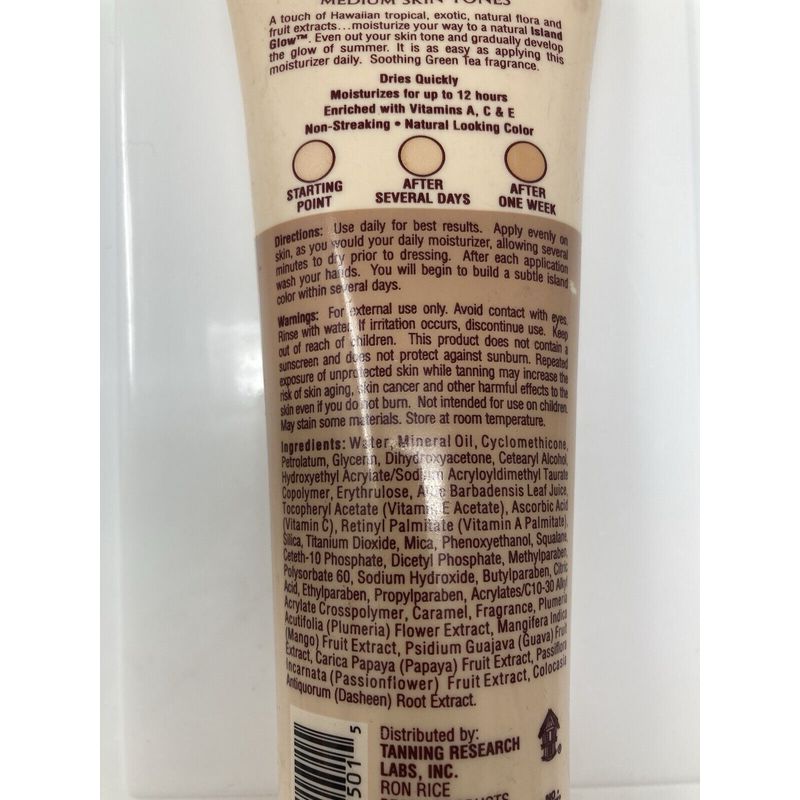 MEDIUM SKIN TONES
A touch of Hawaiian tropical, exotic, natural flora and
fruit extracts...moisturize your way to a natural Island
Glow™. Even out your skin tone and gradually develop
the glow of summer. It is as easy as applying this
moisturizer daily. Soothing Green Tea fragrance.
Dries Quickly
Moisturizes for up to 12 hours
Enriched with Vitamins A, C & E
Non-Streaking • Natural Looking Color
STARTING
POINT
AFTER
SEVERAL DAYS
AFTER
ONE WEEK
Directions: Use daily for best results. Apply evenly on
skin, as you would your daily moisturizer, allowing several
minutes to dry prior to dressing. After each application
wash your hands. You will begin to build a subtle island
color within several days.
Warnings: For external use only. Avoid contact with eyes.
Rinse with water. If irritation occurs, discontinue use. Keep
out of reach of children. This product does not contain a
sunscreen and does not protect against sunburn. Repeated
exposure of unprotected skin while tanning may increase the
risk of skin aging, skin cancer and other harmful effects to the
skin even if you do not burn. Not intended for use on children.
May stain some materials. Store at room temperature.
Ingredients: Water, Mineral Oil, Cyclomethicone,
Petrolatum, Glycerin, Dihydroxyacetone, Cetearyl Alcohol,
Hydroxyethyl Acrylate/Sodium Acryloyldimethyl Taurate
Copolymer, Erythrulose, Aloe Barbadensis Leaf Juice,
Tocopheryl Acetate (Vitamin E Acetate), Ascorbic Acid
(Vitamin C), Retinyl Palmitate (Vitamin A Palmitate),
Silica, Titanium Dioxide, Mica, Phenoxyethanol, Squalane,
Ceteth-10 Phosphate, Dicetyl Phosphate, Methylparaben,
Polysorbate 60, Sodium Hydroxide, Butylparaben, Citric
Acid, Ethylparaben, Propylparaben, Acrylates/C10-30 Alkyl
Acrylate Crosspolymer, Caramel, Fragrance, Plumeria
Acutifolia (Plumeria) Flower Extract, Mangifera Indica
(Mango) Fruit Extract, Psidium Guajava (Guava) Fruit
Extract, Carica Papaya (Papaya) Fruit Extract, Passiflora
Incarnata (Passionflower) Fruit Extract, Colocasia
Antiquorum (Dasheen) Root Extract.
501 5
Distributed by:
TANNING RESEARCH
LABS, INC.
RON RICE